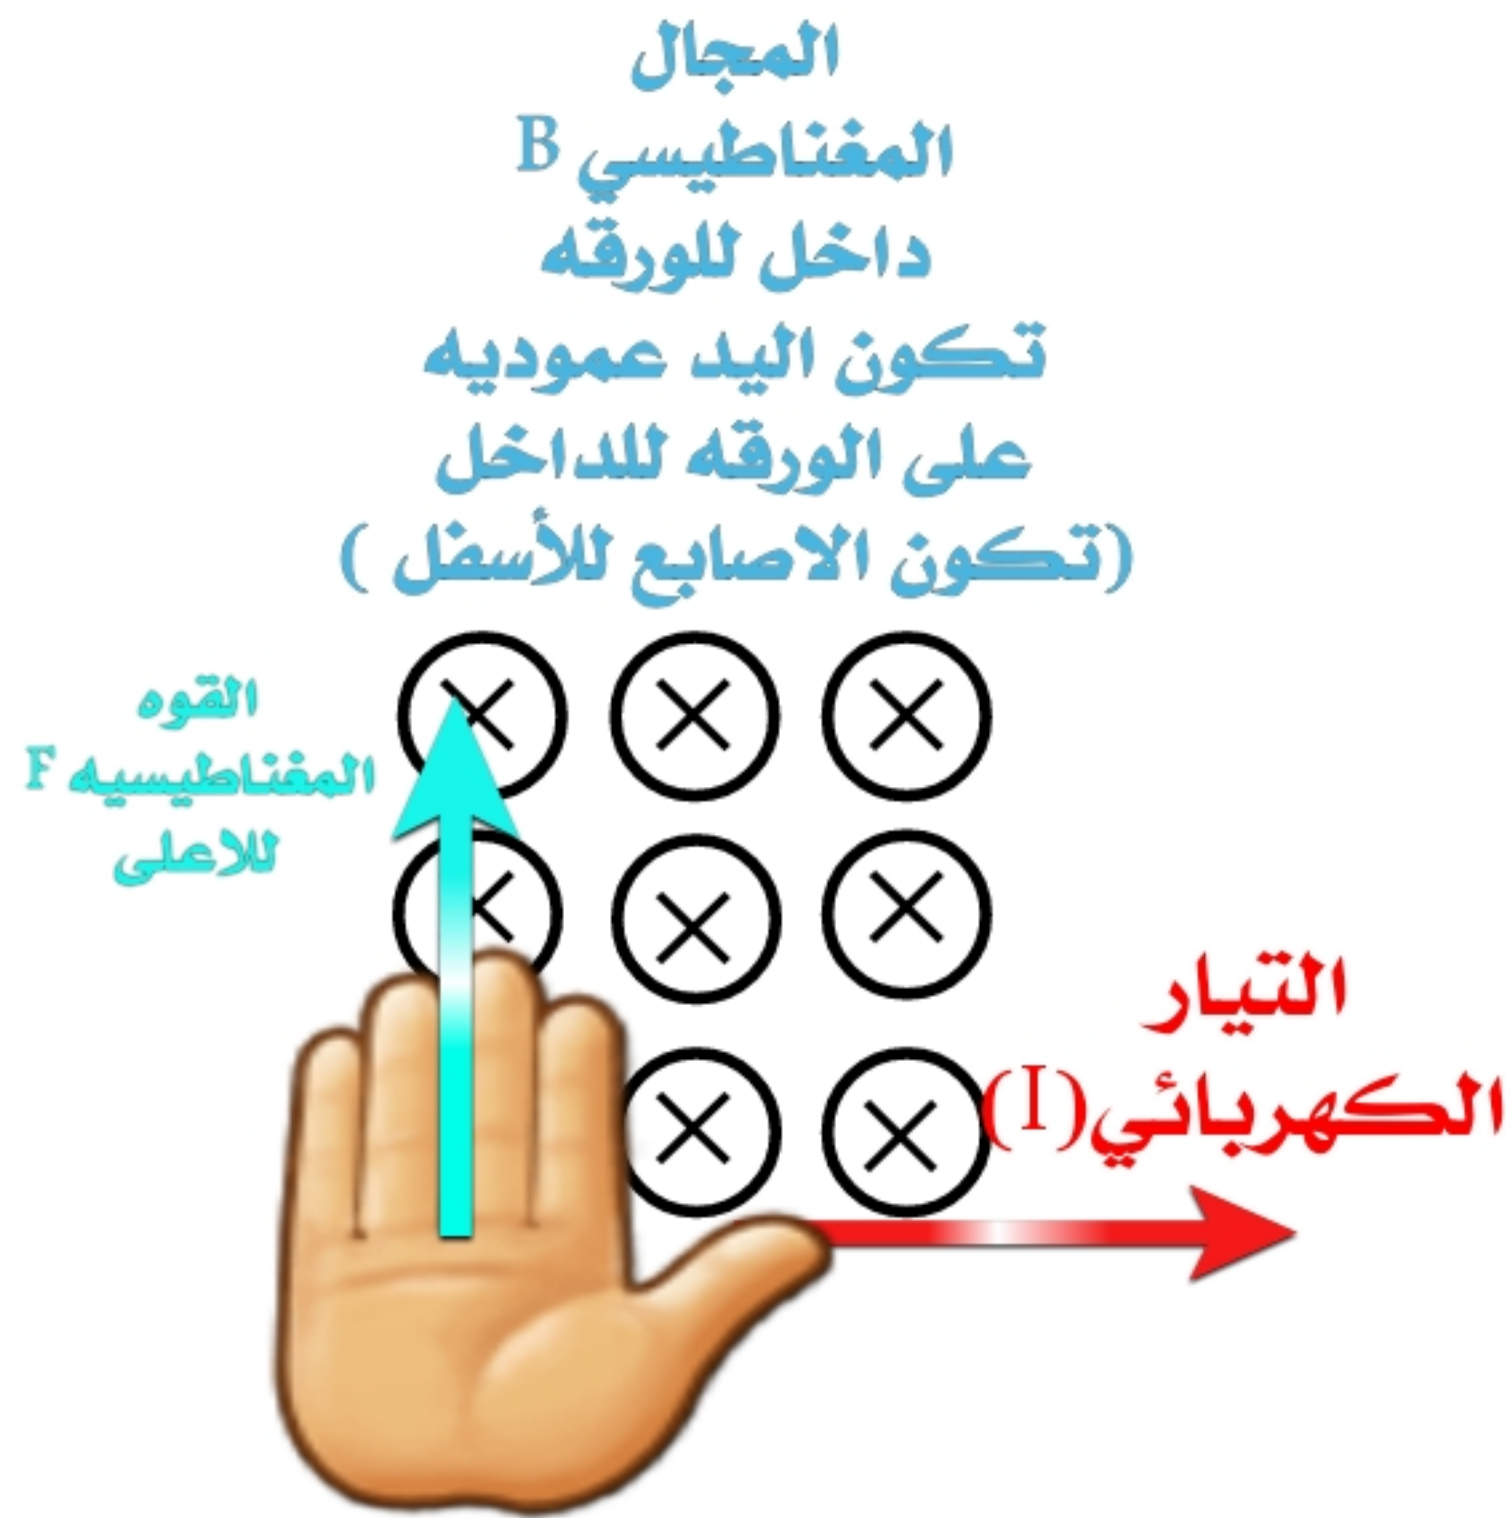 المجال
المغناطيسي B
داخل للورقه
تكون اليد عموديه
على الورقه للداخل
(تكون الاصابع للأسفل )
القوه
المغناطيسيه F
للاعلى
التيار
الكهربائي(I)